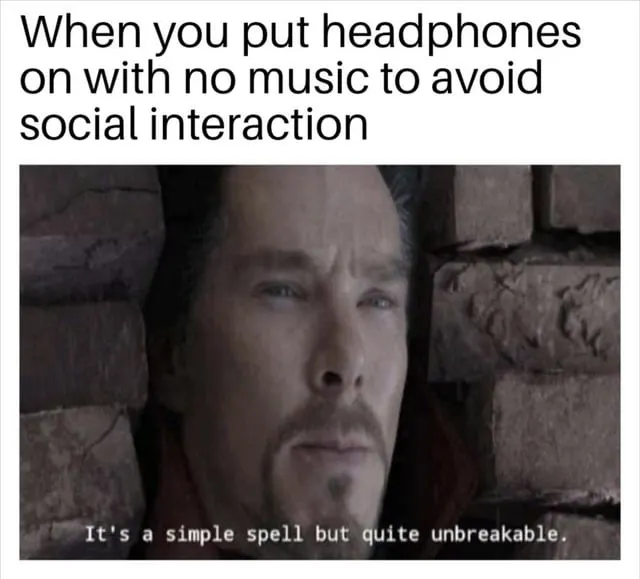 When you put headphones
on with no music to avoid
social interaction
It's a simple spell but quite unbreakable.